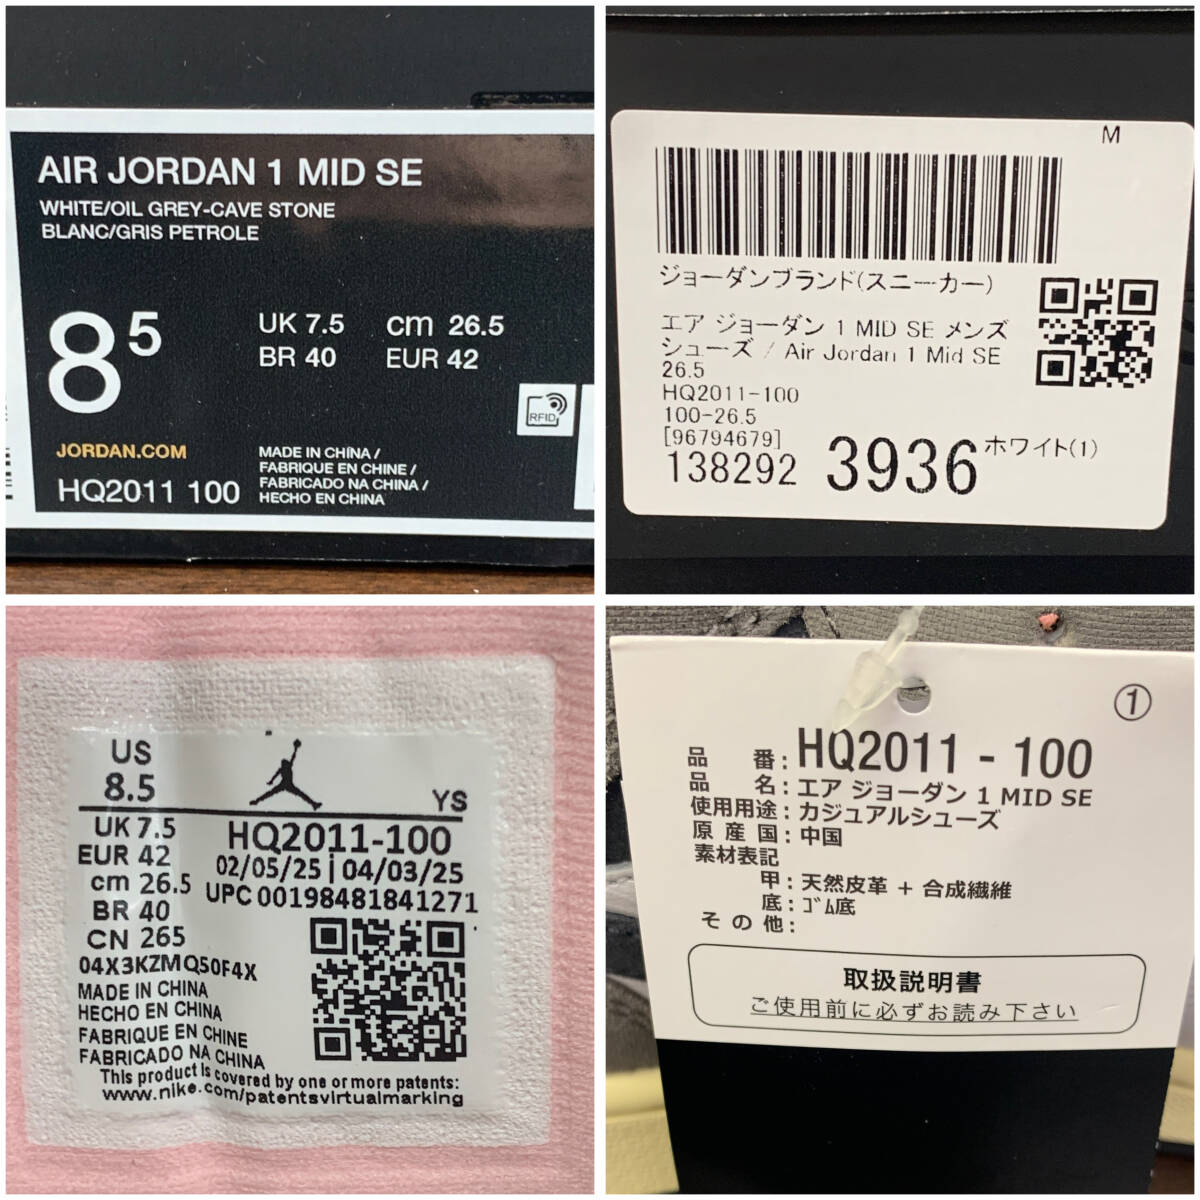 AIR JORDAN 1 MID SE
WHITE/OIL GREY-CAVE STONE
BLANC/GRIS PETROLE
8 5
UK 7.5 cm 26.5
BR 40 EUR 42
RFID
JORDAN.COM
HQ2011 100
MADE IN CHINA /
FABRIQUE EN CHINE /
FABRICADO NA CHINA /
HECHO EN CHINA
M
ジョーダンブランド(スニーカー)
エア ジョーダン 1 MID SE メンズ
シューズ / Air Jordan 1 Mid SE
26.5
HQ2011-100
100-26.5
[96794679]
138292 3936 ホワイト(1)
US
8.5
YS
UK 7.5
EUR 42
cm 26.5
BR 40
CN 265
HQ2011-100
02/05/25 | 04/03/25
UPC 00198481841271
04X3KZMQ50F4X
MADE IN CHINA
HECHO EN CHINA
FABRIQUE EN CHINE
FABRICADO NA CHINA
This product is covered by one or more patents:
www.nike.com/patentsvirtualmarking
①
品 番: HQ2011 - 100
品 名: エア ジョーダン 1 MID SE
使用用途: カジュアルシューズ
原産国: 中国
素材表記
甲: 天然皮革 + 合成繊維
底: ゴム底
その他:
取扱説明書
ご使用前に必ずお読み下さい